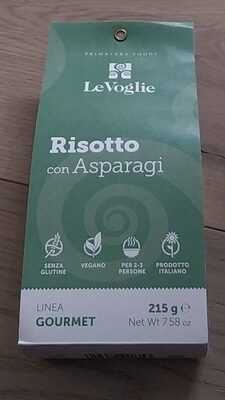 PRIMAVERA FOODS
LeVoglie
Risotto
con Asparagi
SENZA GLUTINE
VEGANO
PER 2-3 PERSONE
PRODOTTO ITALIANO
LINEA
GOURMET
215 g ℮
Net Wt 7.58 oz